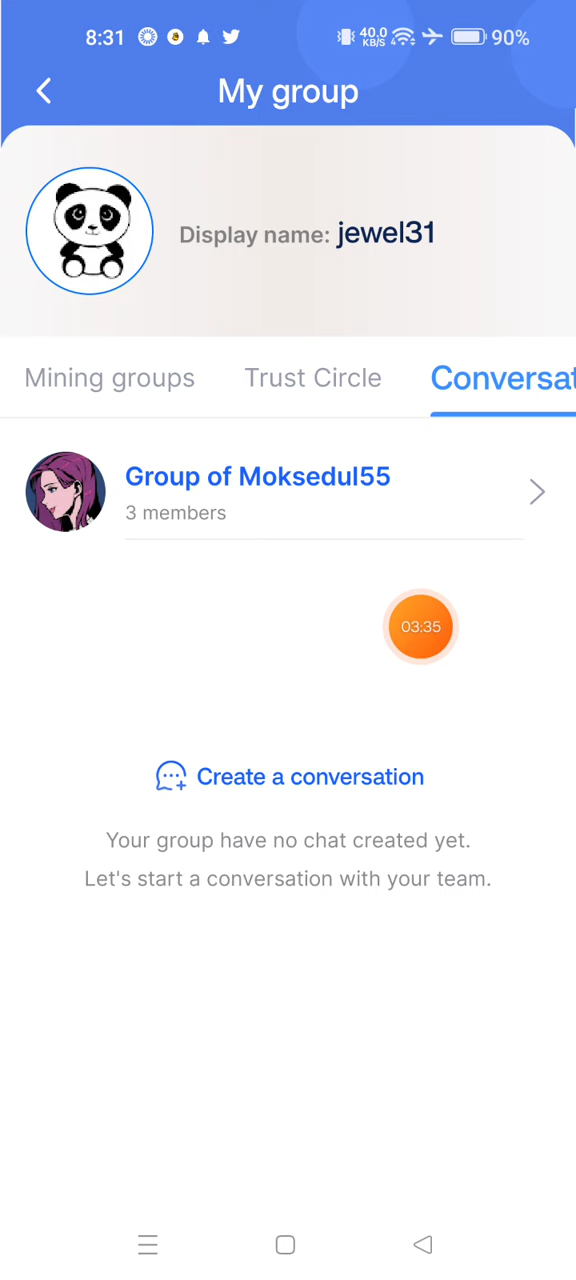 8:31 40.0 KB/S 90%
My group
Display name: jewel31
Mining groups Trust Circle Conversat
Group of Moksedul55
3 members
03:35
Create a conversation
Your group have no chat created yet.
Let's start a conversation with your team.